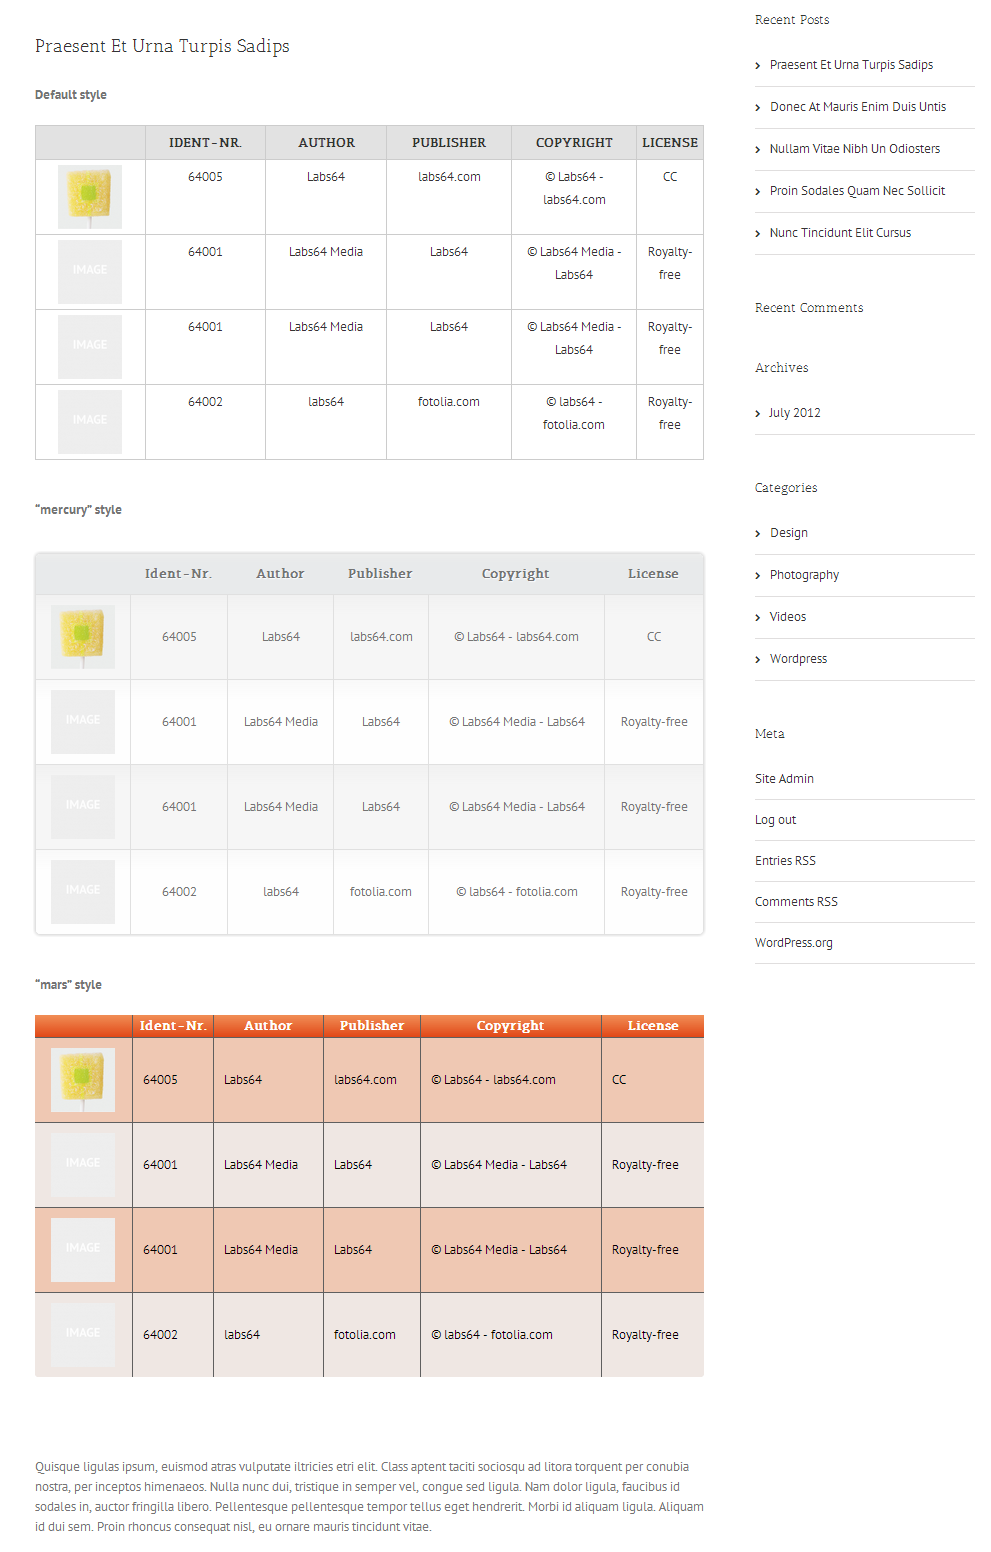 Praesent Et Urna Turpis Sadips
Default style
IDENT-NR. AUTHOR PUBLISHER COPYRIGHT LICENSE
64005 Labs64 labs64.com © Labs64 - labs64.com CC
IMAGE 64001 Labs64 Media Labs64 © Labs64 Media - Labs64 Royalty-free
IMAGE 64001 Labs64 Media Labs64 © Labs64 Media - Labs64 Royalty-free
IMAGE 64002 labs64 fotolia.com © labs64 - fotolia.com Royalty-free
“mercury” style
Ident-Nr. Author Publisher Copyright License
64005 Labs64 labs64.com © Labs64 - labs64.com CC
IMAGE 64001 Labs64 Media Labs64 © Labs64 Media - Labs64 Royalty-free
IMAGE 64001 Labs64 Media Labs64 © Labs64 Media - Labs64 Royalty-free
IMAGE 64002 labs64 fotolia.com © labs64 - fotolia.com Royalty-free
“mars” style
Ident-Nr. Author Publisher Copyright License
64005 Labs64 labs64.com © Labs64 - labs64.com CC
IMAGE 64001 Labs64 Media Labs64 © Labs64 Media - Labs64 Royalty-free
IMAGE 64001 Labs64 Media Labs64 © Labs64 Media - Labs64 Royalty-free
IMAGE 64002 labs64 fotolia.com © labs64 - fotolia.com Royalty-free
Quisque ligulas ipsum, euismod atras vulputate iltricies etri elit. Class aptent taciti sociosqu ad litora torquent per conubia
nostra, per inceptos himenaeos. Nulla nunc dui, tristique in semper vel, congue sed ligula. Nam dolor ligula, faucibus id
sodales in, auctor fringilla libero. Pellentesque pellentesque tempor tellus eget hendrerit. Morbi id aliquam ligula. Aliquam
id dui sem. Proin rhoncus consequat nisl, eu ornare mauris tincidunt vitae.
Recent Posts
Praesent Et Urna Turpis Sadips
Donec At Mauris Enim Duis Untis
Nullam Vitae Nibh Un Odiosters
Proin Sodales Quam Nec Sollicit
Nunc Tincidunt Elit Cursus
Recent Comments
Archives
July 2012
Categories
Design
Photography
Videos
Wordpress
Meta
Site Admin
Log out
Entries RSS
Comments RSS
WordPress.org